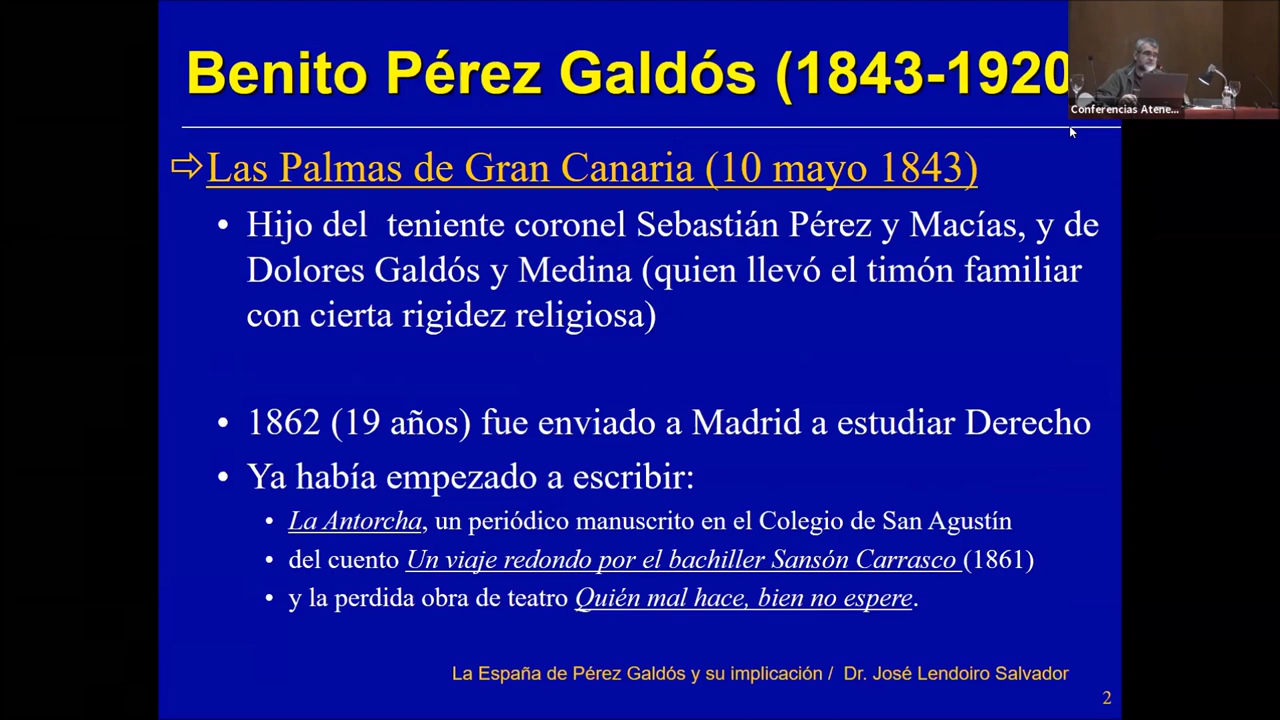 Benito Pérez Galdós (1843-1920
Conferencias Atene...
⇨Las Palmas de Gran Canaria (10 mayo 1843)
• Hijo del teniente coronel Sebastián Pérez y Macías, y de
Dolores Galdós y Medina (quien llevó el timón familiar
con cierta rigidez religiosa)
• 1862 (19 años) fue enviado a Madrid a estudiar Derecho
• Ya había empezado a escribir:
• La Antorcha, un periódico manuscrito en el Colegio de San Agustín
• del cuento Un viaje redondo por el bachiller Sansón Carrasco (1861)
• y la perdida obra de teatro Quién mal hace, bien no espere.
La España de Pérez Galdós y su implicación / Dr. José Lendoiro Salvador
2